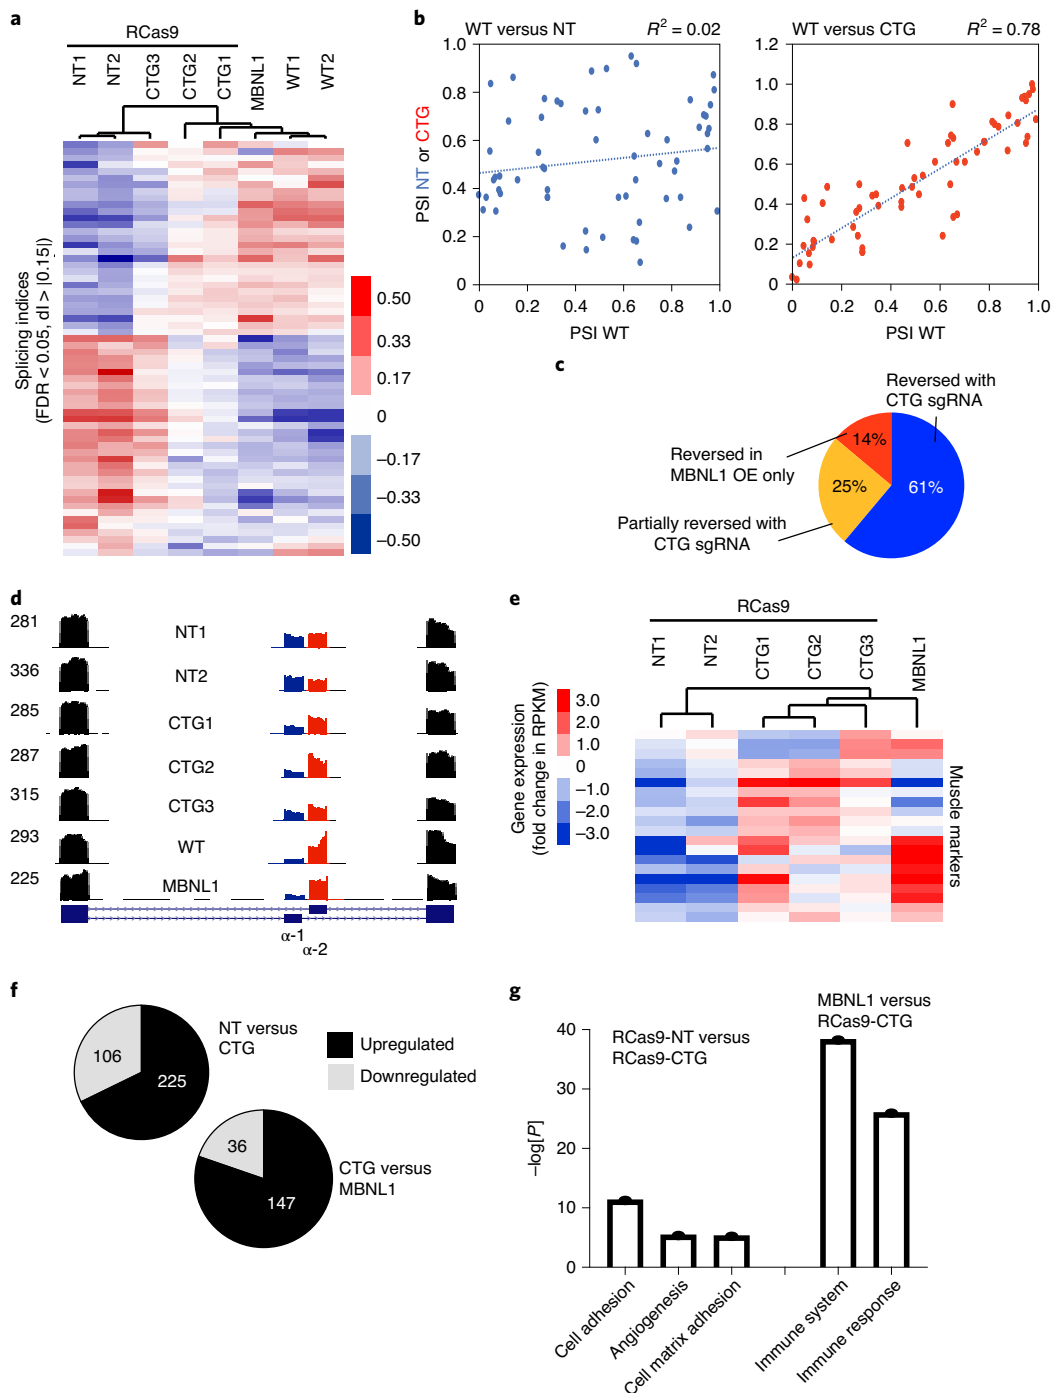 a
RCas9
NT1
NT2
CTG3
CTG2
CTG1
MBNL1
WT1
WT2
Splicing indices
(FDR < 0.05, dI > |0.15|)
0.50
0.33
0.17
0
–0.17
–0.33
–0.50
b
WT versus NT
R² = 0.02
PSI NT or CTG
1.0
0.8
0.6
0.4
0.2
0
0
0.2
0.4
0.6
0.8
1.0
PSI WT
WT versus CTG
R² = 0.78
1.2
1.0
0.8
0.6
0.4
0.2
0
0
0.2
0.4
0.6
0.8
1.0
PSI WT
c
Reversed with
CTG sgRNA
Reversed in
MBNL1 OE only
Partially reversed with
CTG sgRNA
14%
25%
61%
d
281
NT1
336
NT2
285
CTG1
287
CTG2
315
CTG3
293
WT
225
MBNL1
α-1
α-2
e
RCas9
NT1
NT2
CTG1
CTG2
CTG3
MBNL1
Gene expression
(fold change in RPKM)
3.0
2.0
1.0
0
–1.0
–2.0
–3.0
Muscle markers
f
NT versus
CTG
106
225
Upregulated
Downregulated
36
147
CTG versus
MBNL1
g
RCas9-NT versus
RCas9-CTG
MBNL1 versus
RCas9-CTG
–log[P]
40
30
20
10
0
Cell adhesion
Angiogenesis
Cell matrix adhesion
Immune system
Immune response